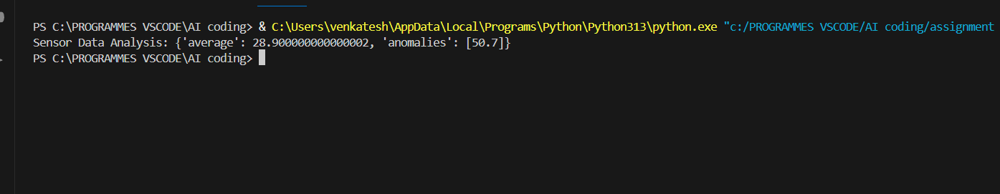 PS C:\PROGRAMMES VSCODE\AI coding> & C:\Users\venkatesh\AppData\Local\Programs\Python\Python313\python.exe "c:/PROGRAMMES VSCODE/AI coding/assignment
Sensor Data Analysis: {'average': 28.900000000000002, 'anomalies': [50.7]}
PS C:\PROGRAMMES VSCODE\AI coding>